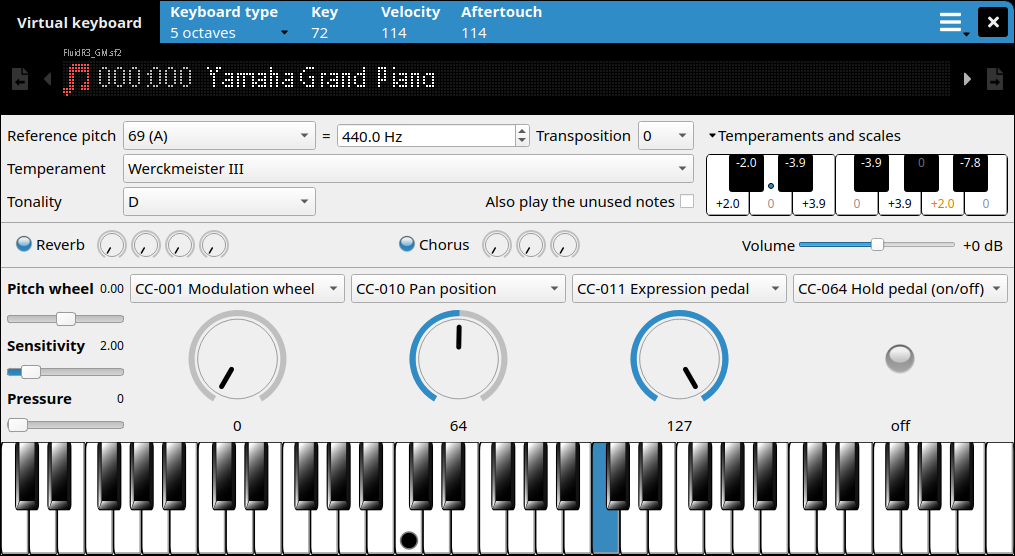 Virtual keyboard
Keyboard type Key Velocity Aftertouch
5 octaves 72 114 114
FluidR3_GM.sf2
000:000 Yamaha Grand Piano
Reference pitch 69 (A) = 440.0 Hz Transposition 0 Temperaments and scales
Temperament Werckmeister III
-2.0 -3.9 -3.9 0 -7.8
Tonality D Also play the unused notes
+2.0 0 +3.9 0 +3.9 +2.0 0
Reverb Chorus Volume +0 dB
Pitch wheel 0.00 CC-001 Modulation wheel CC-010 Pan position CC-011 Expression pedal CC-064 Hold pedal (on/off)
Sensitivity 2.00
Pressure 0
0 64 127 off